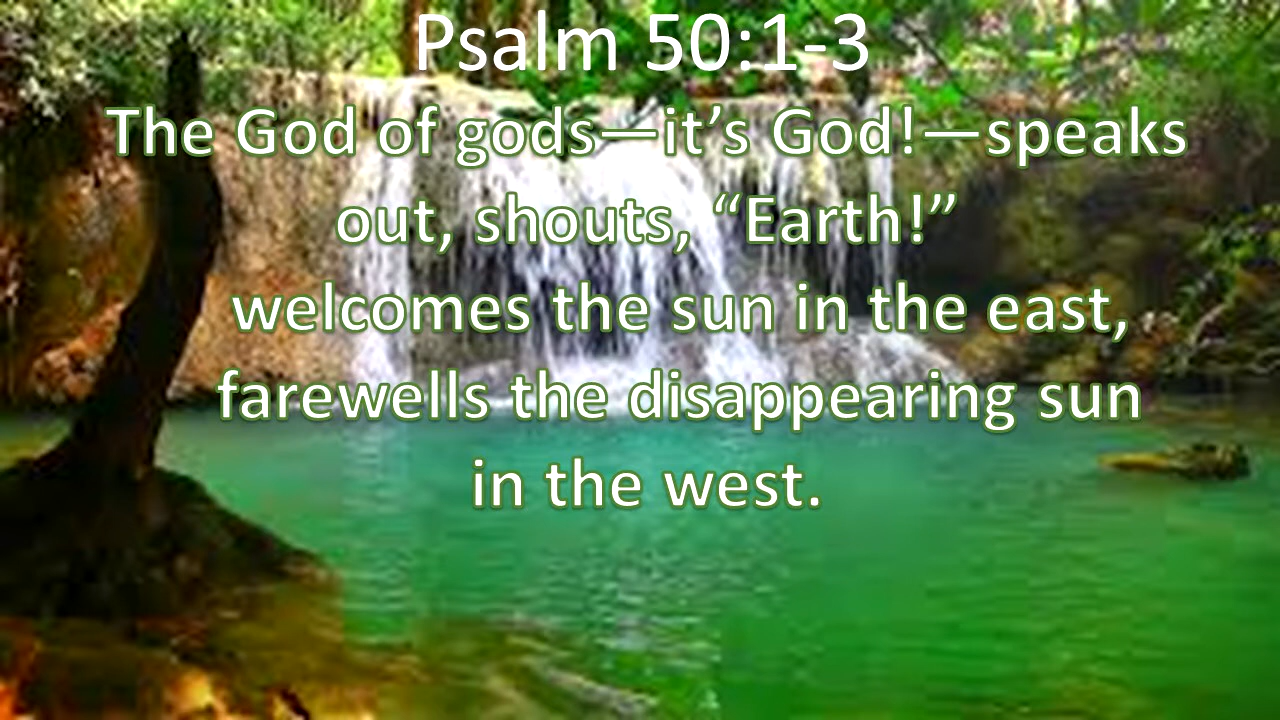 Psalm 50:1-3
The God of gods—it’s God!—speaks
out, shouts, “Earth!”
welcomes the sun in the east,
farewells the disappearing sun
in the west.